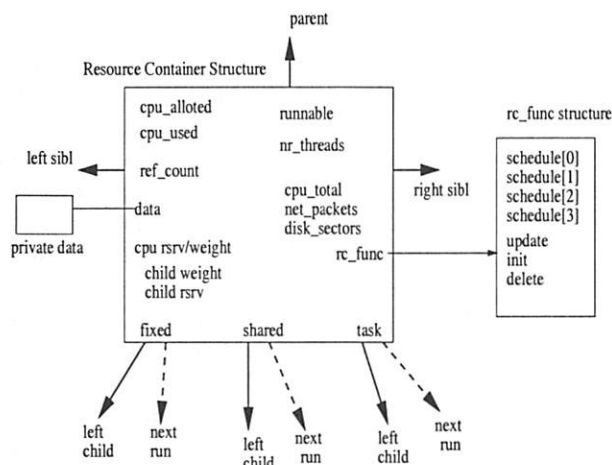 parent
Resource Container Structure
cpu_alloted
cpu_used
runnable
nr_threads
left sibl
ref_count
right sibl
data
private data
cpu_total
net_packets
disk_sectors
cpu rsrv/weight
child weight
child rsrv
rc_func
fixed
shared
task
rc_func structure
schedule[0]
schedule[1]
schedule[2]
schedule[3]
update
init
delete
left
child
next
run
left
child
next
run
left
child
next
run